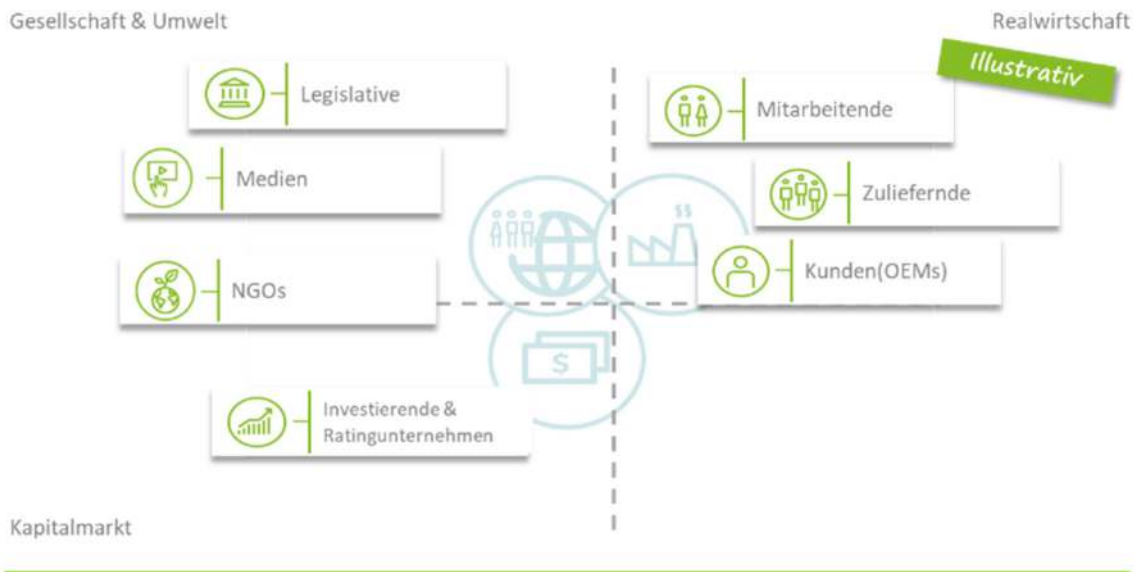 Gesellschaft & Umwelt
Realwirtschaft
Illustrativ
Legislative
Mitarbeitende
Medien
Zuliefernde
Kunden(OEMs)
NGOs
$
Investierende &
Ratingunternehmen
Kapitalmarkt